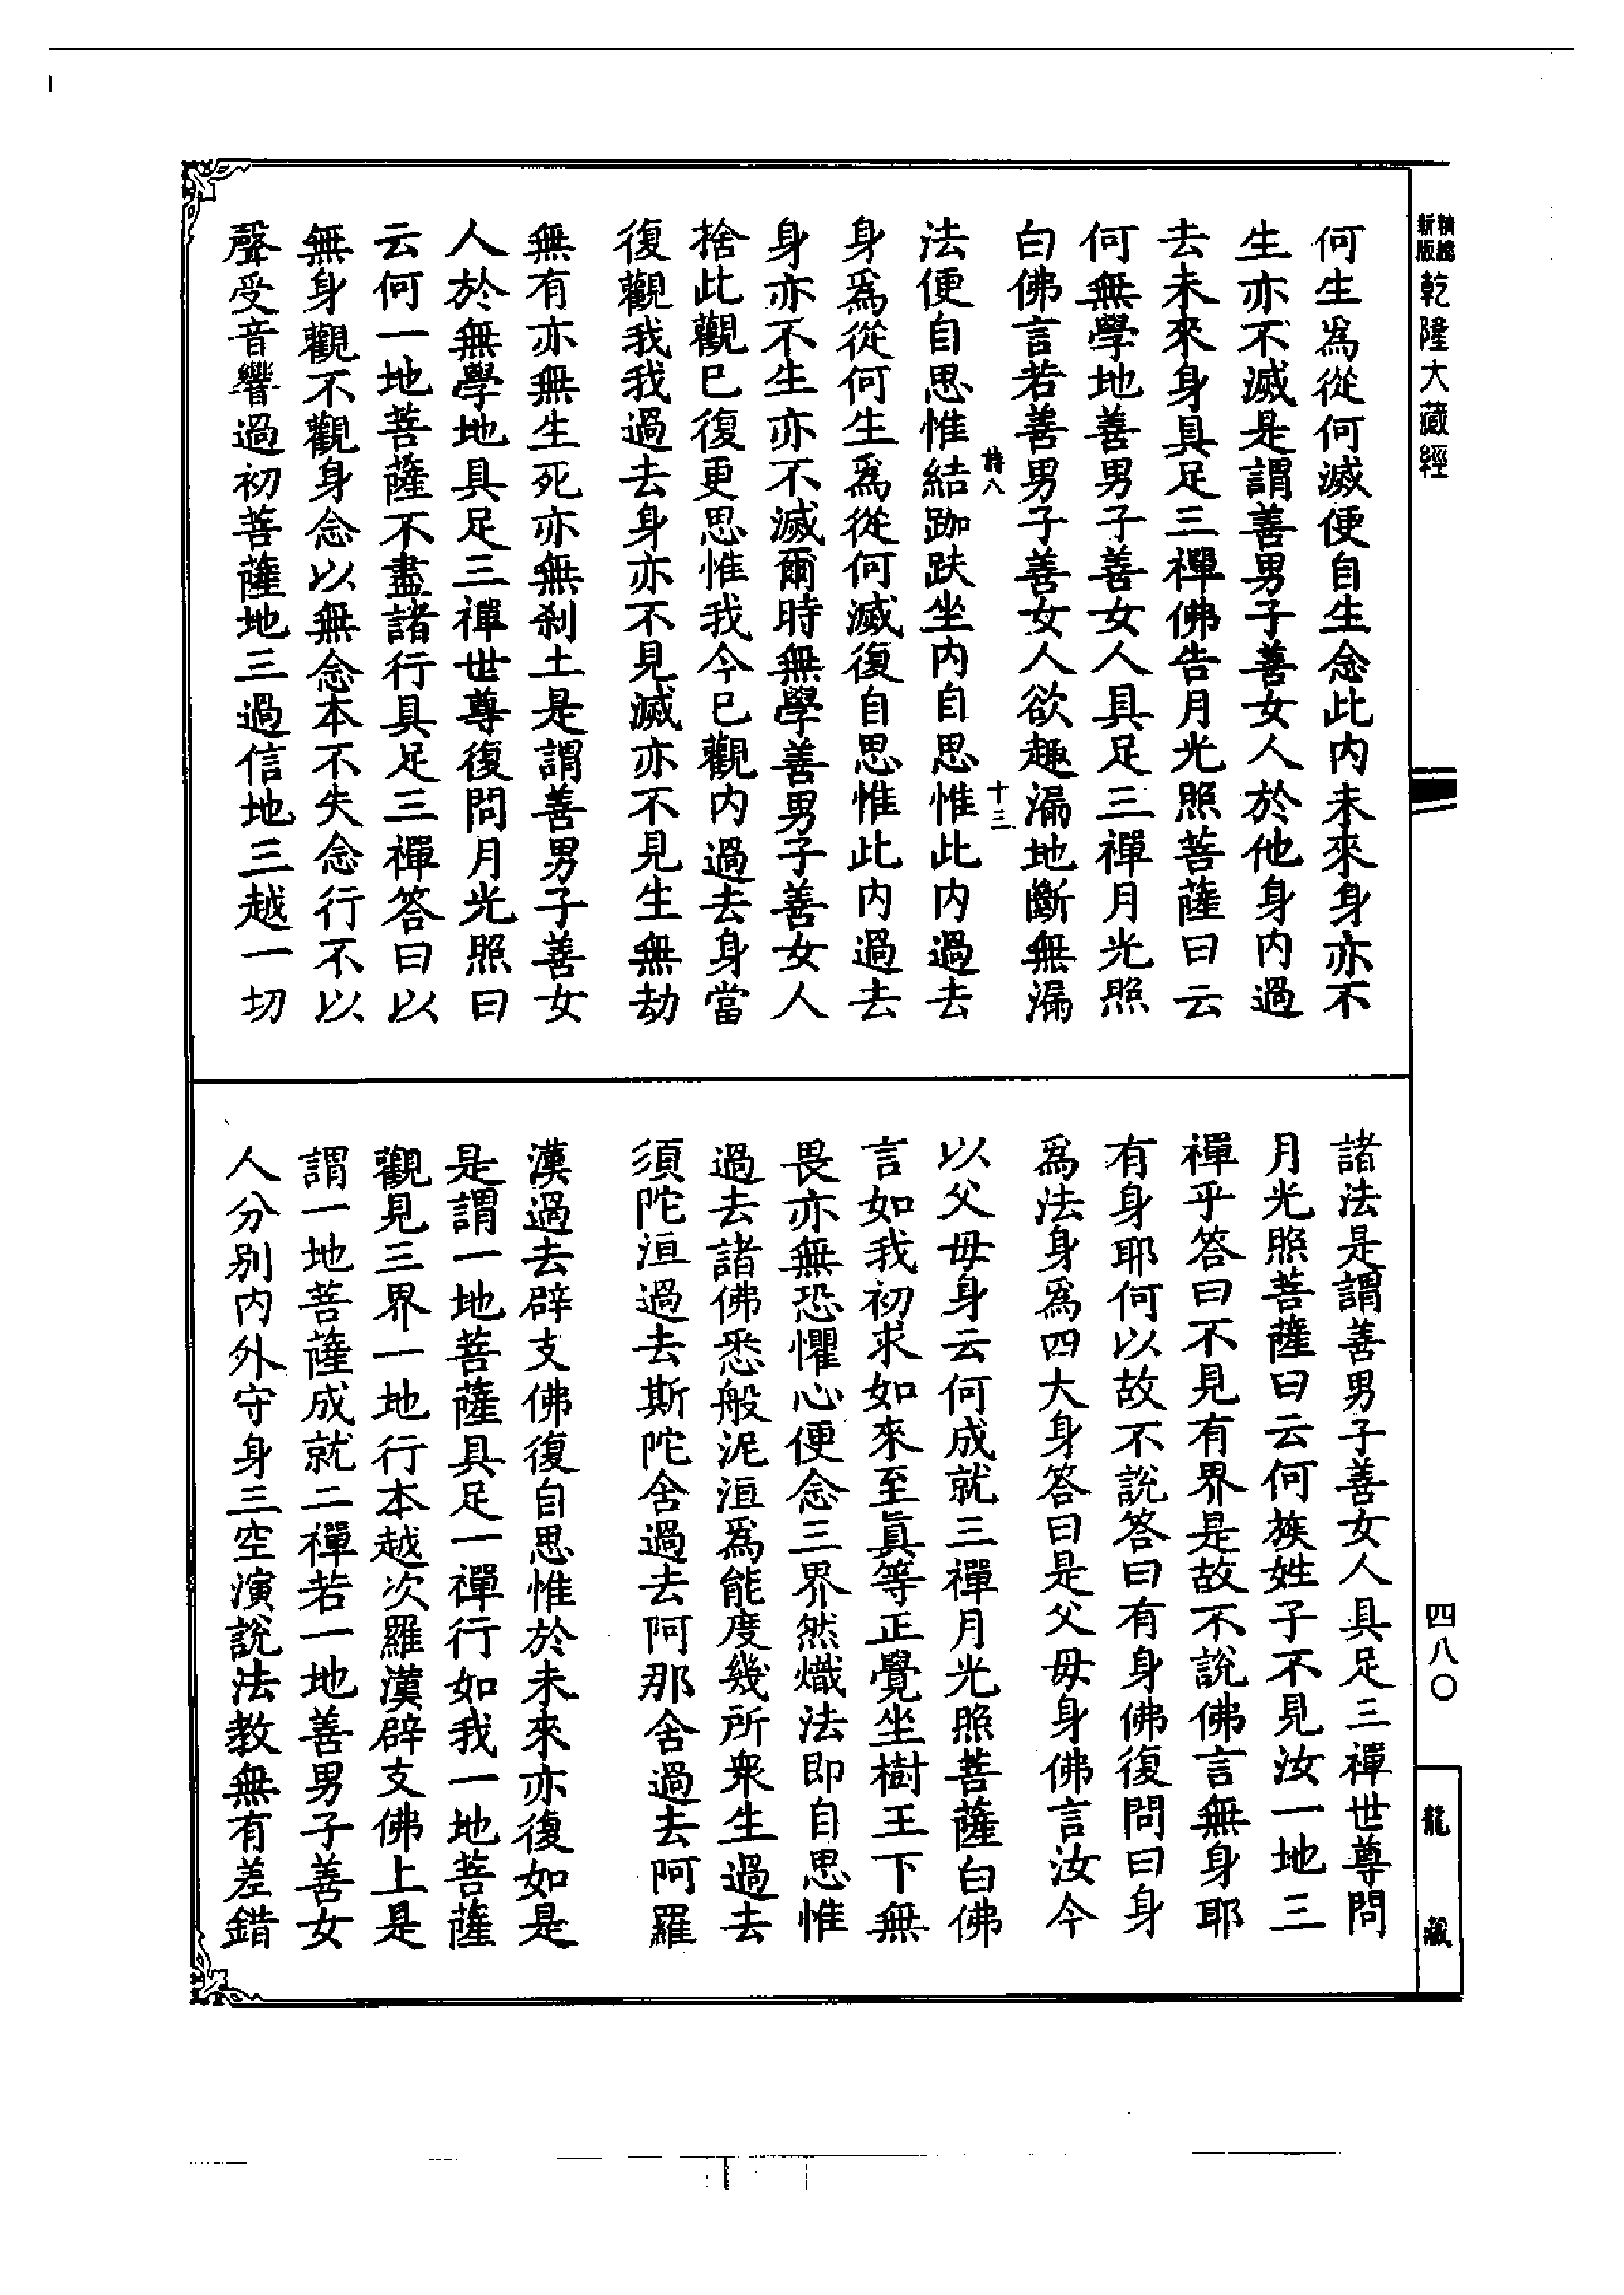 乾隆大藏經
何生爲從何滅便自生念此内未來身亦不
生亦不滅是謂善男子善女人於他身内過
去未來身具足三禪佛告月光照菩薩曰云
何無學地善男子善女人具足三禪月光照
白佛言若善男子善女人欲趣漏地斷無漏
十三
法便自思惟結跏趺坐内自思惟此内過去
身爲從何生爲從何滅復自思惟此内過去
身亦不生亦不滅爾時無學善男子善女人
捨此觀已復更思惟我今已觀内過去身當
復觀我我過去身亦不見滅亦不見生無劫
無有亦無生死亦無刹土是謂善男子善女
人於無學地具足三禪世尊復問月光照曰
云何一地菩薩不盡諸行具足三禪答曰以
無身觀不觀身念以無念本不失念行不以
聲受音響過初菩薩地三過信地三越一切
諸法是謂善男子善女人具足三禪世尊問
月光照菩薩曰云何族姓子不見汝一地三
禪乎答曰不見有界是故不說佛言無身耶
有身耶何以故不說答曰有身佛復問曰身
爲法身爲四大身答曰是父母身佛言汝今
以父母身云何成就三禪月光照菩薩白佛
言如我初求如來至眞等正覺坐樹王下無
畏亦無恐懼心便念三界然熾法即自思惟
過去諸佛悉般泥洹爲能度幾所衆生過去
須陀洹過去斯陀含過去阿那含過去阿羅
漢過去辟支佛復自思惟於未來亦復如是
是謂一地菩薩具足一禪行如我一地菩薩
觀見三界一地行本越次羅漢辟支佛上是
謂一地菩薩成就二禪若一地善男子善女
人分别内外守身三空演說法教無有差錯
四八〇
龍藏